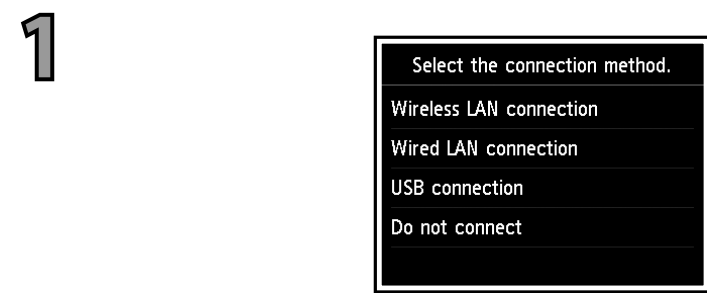 1
Select the connection method.
Wireless LAN connection
Wired LAN connection
USB connection
Do not connect